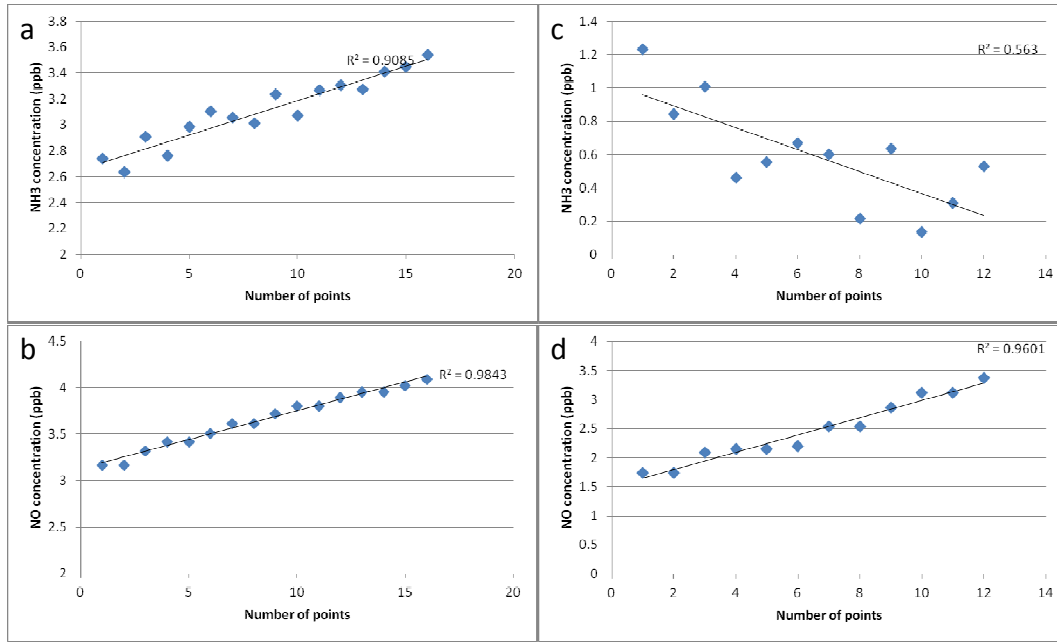 a
NH3 concentration (ppb)
3.8
3.6
3.4
3.2
3
2.8
2.6
2.4
2.2
2
R² = 0.9085
0 5 10 15 20
Number of points
c
NH3 concentration (ppb)
1.4
1.2
1
0.8
0.6
0.4
0.2
0
R² = 0.563
0 2 4 6 8 10 12 14
Number of points
b
NO concentration (ppb)
4.5
4
3.5
3
2.5
2
R² = 0.9843
0 5 10 15 20
Number of points
d
NO concentration (ppb)
4
3.5
3
2.5
2
1.5
1
0.5
0
R² = 0.9601
0 2 4 6 8 10 12 14
Number of points